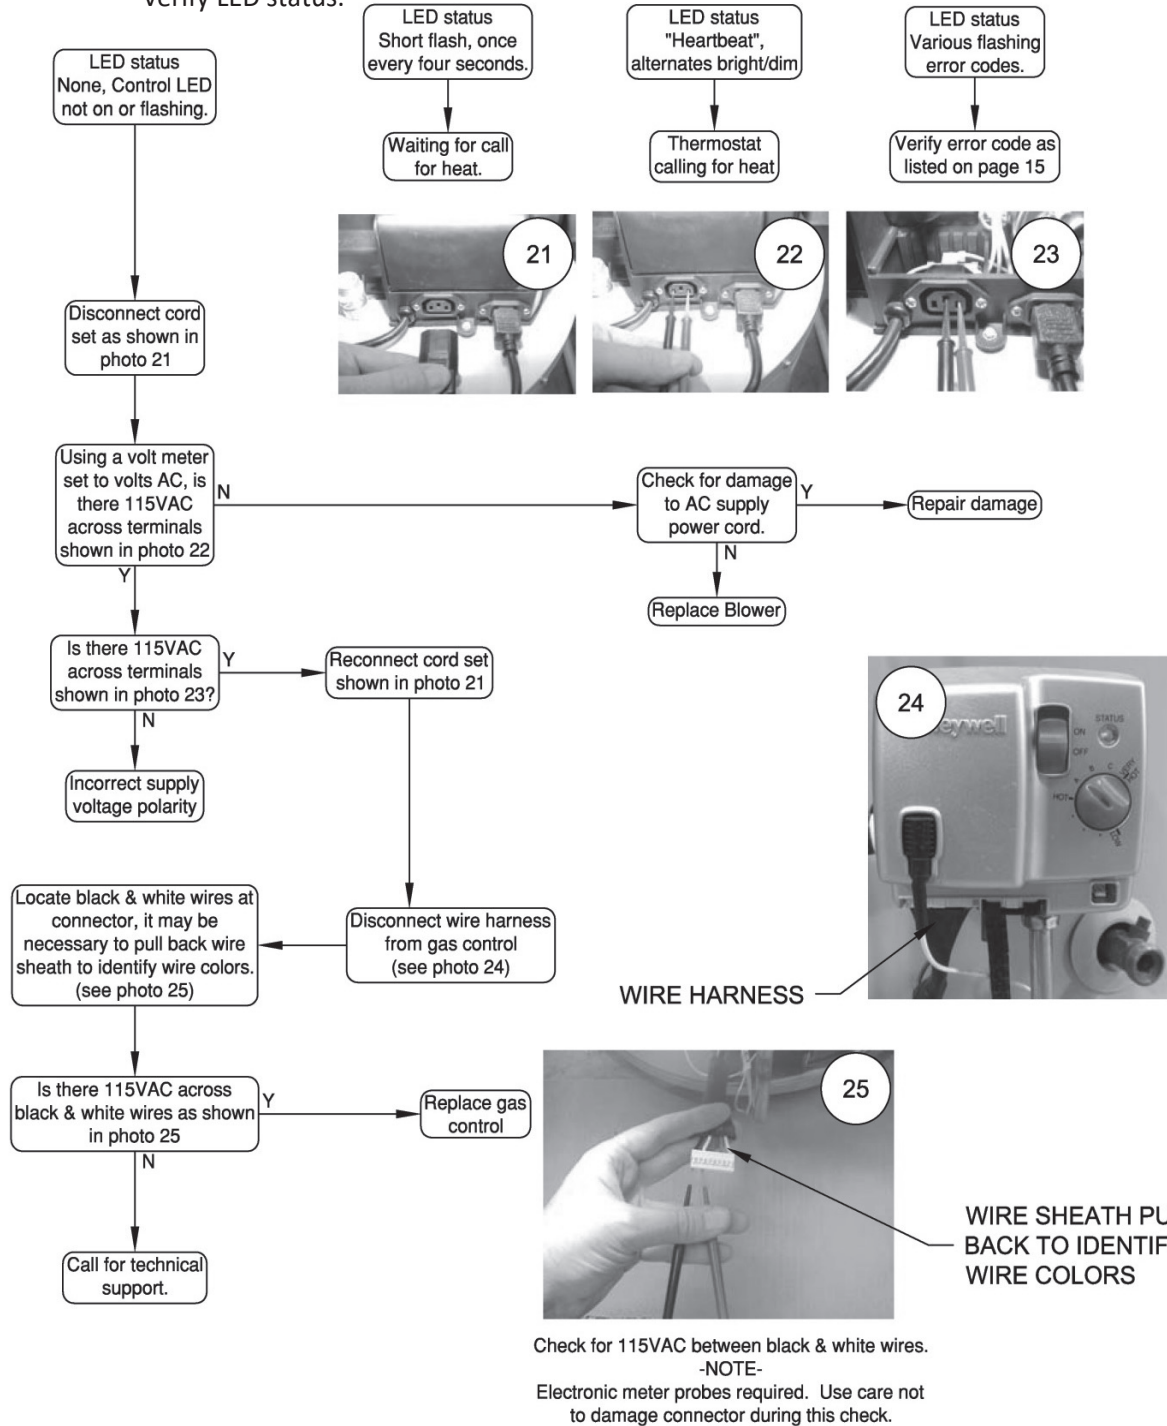 Verify LED status.
LED status
None, Control LED
not on or flashing.
LED status
Short flash, once
every four seconds.
LED status
"Heartbeat",
alternates bright/dim
LED status
Various flashing
error codes.
Waiting for call
for heat.
Thermostat
calling for heat
Verify error code as
listed on page 15
21
22
23
Disconnect cord
set as shown in
photo 21
Using a volt meter
set to volts AC, is
there 115VAC
across terminals
shown in photo 22
N
Y
Check for damage
to AC supply
power cord.
Y
N
Repair damage
Replace Blower
Is there 115VAC
across terminals
shown in photo 23?
Y
N
Reconnect cord set
shown in photo 21
Incorrect supply
voltage polarity
24
eywell
STATUS
ON
OFF
A
B
C
VERY
HOT
HOT
LOW
Locate black & white wires at
connector, it may be
necessary to pull back wire
sheath to identify wire colors.
(see photo 25)
Disconnect wire harness
from gas control
(see photo 24)
WIRE HARNESS
Is there 115VAC across
black & white wires as shown
in photo 25
Y
N
Replace gas
control
25
Call for technical
support.
WIRE SHEATH PU
BACK TO IDENTIF
WIRE COLORS
Check for 115VAC between black & white wires.
-NOTE-
Electronic meter probes required. Use care not
to damage connector during this check.